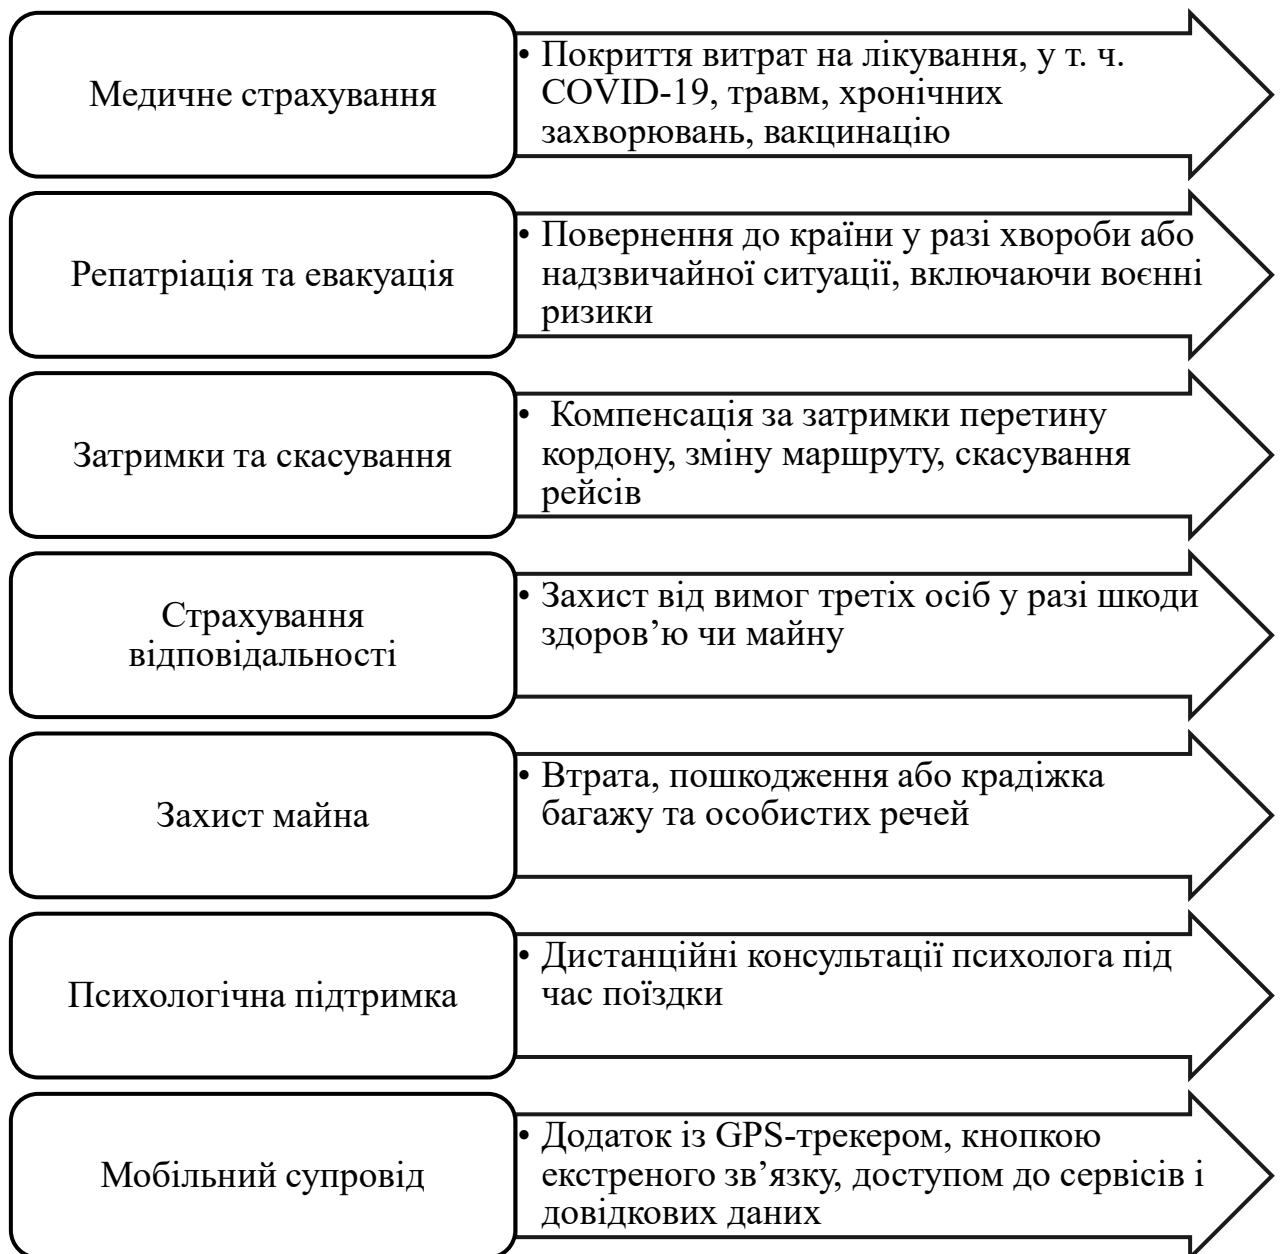 Медичне страхування
• Покриття витрат на лікування, у т. ч.
COVID-19, травм, хронічних
захворювань, вакцинацію
Репатріація та евакуація
• Повернення до країни у разі хвороби або
надзвичайної ситуації, включаючи воєнні
ризики
Затримки та скасування
• Компенсація за затримки перетину
кордону, зміну маршруту, скасування
рейсів
Страхування
відповідальності
• Захист від вимог третіх осіб у разі шкоди
здоров’ю чи майну
Захист майна
• Втрата, пошкодження або крадіжка
багажу та особистих речей
Психологічна підтримка
• Дистанційні консультації психолога під
час поїздки
Мобільний супровід
• Додаток із GPS-трекером, кнопкою
екстреного зв’язку, доступом до сервісів і
довідкових даних